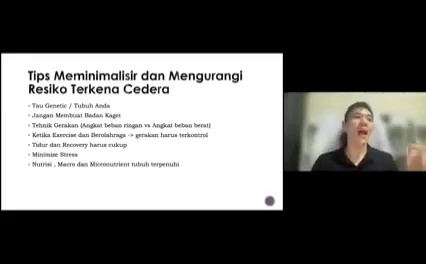 Tips Meminimalisir dan Mengurangi
Resiko Terkena Cedera
Tau Genetic / Tubuh Anda
Jangan Membuat Badan Kaget
Tehnik Gerakan (Angkat beban ringan vs Angkat beban berat)
Ketika Exercise dan Berolahraga -> gerakan harus terkontrol
Tidur dan Recovery harus cukup
Minimize Stress
Nutrisi , Macro dan Micronutrient tubuh terpenuhi